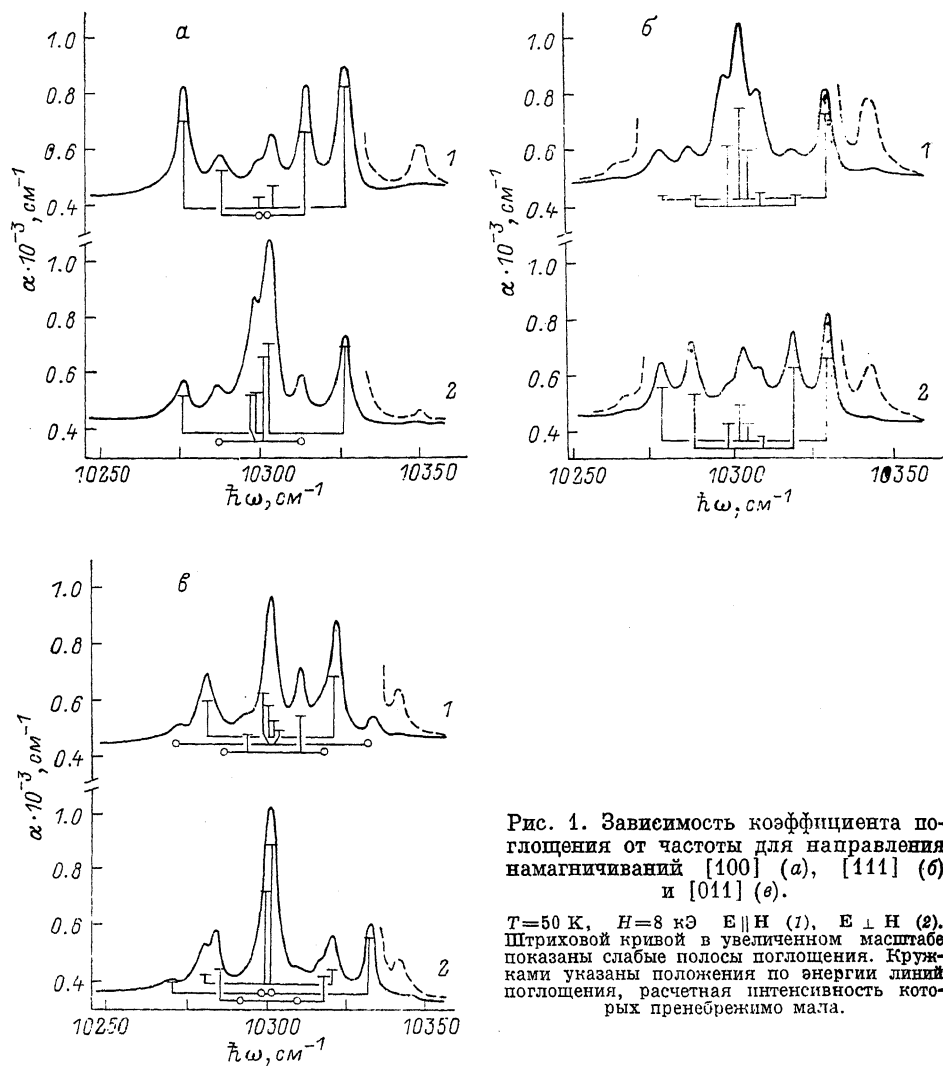 а
б
1.0
0.8
0.6
0.4
1
α·10⁻³, см⁻¹
1.0
0.8
0.6
0.4
2
10250
10300
10350
ħω, см⁻¹
1.0
0.8
0.6
0.4
1
α·10⁻³, см⁻¹
1.0
0.8
0.6
0.4
2
10250
10300
10350
ħω, см⁻¹
в
1.0
0.8
0.6
0.4
1
α·10⁻³, см⁻¹
1.0
0.8
0.6
0.4
2
10250
10300
10350
ħω, см⁻¹
Рис. 1. Зависимость коэффициента по-
глощения от частоты для направления
намагничиваний [100] (а), [111] (б)
и [011] (в).
T=50 K, H=8 кЭ E∥H (1), E ⊥ H (2).
Штриховой кривой в увеличенном масштабе
показаны слабые полосы поглощения. Круж-
ками указаны положения по энергии линий
поглощения, расчетная интенсивность кото-
рых пренебрежимо мала.